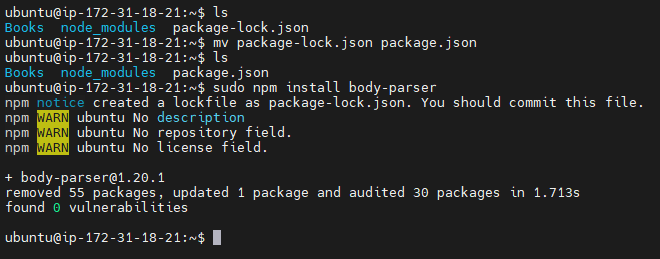 ubuntu@ip-172-31-18-21:~$ ls
Books  node_modules  package-lock.json
ubuntu@ip-172-31-18-21:~$ mv package-lock.json package.json
ubuntu@ip-172-31-18-21:~$ ls
Books  node_modules  package.json
ubuntu@ip-172-31-18-21:~$ sudo npm install body-parser
npm notice created a lockfile as package-lock.json. You should commit this file.
npm WARN ubuntu No description
npm WARN ubuntu No repository field.
npm WARN ubuntu No license field.
+ body-parser@1.20.1
removed 55 packages, updated 1 package and audited 30 packages in 1.713s
found 0 vulnerabilities
ubuntu@ip-172-31-18-21:~$